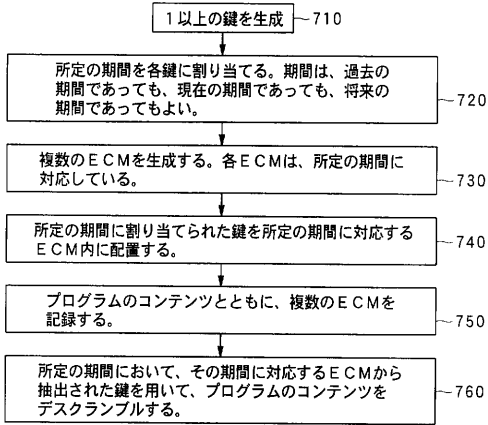 １以上の鍵を生成
710
所定の期間を各鍵に割り当てる。期間は、過去の
期間であっても、現在の期間であっても、将来の
期間であってもよい。
720
複数のＥＣＭを生成する。各ＥＣＭは、所定の期間に
対応している。
730
所定の期間に割り当てられた鍵を所定の期間に対応する
ＥＣＭ内に配置する。
740
プログラムのコンテンツとともに、複数のＥＣＭを
記録する。
750
所定の期間において、その期間に対応するＥＣＭから
抽出された鍵を用いて、プログラムのコンテンツを
デスクランブルする。
760